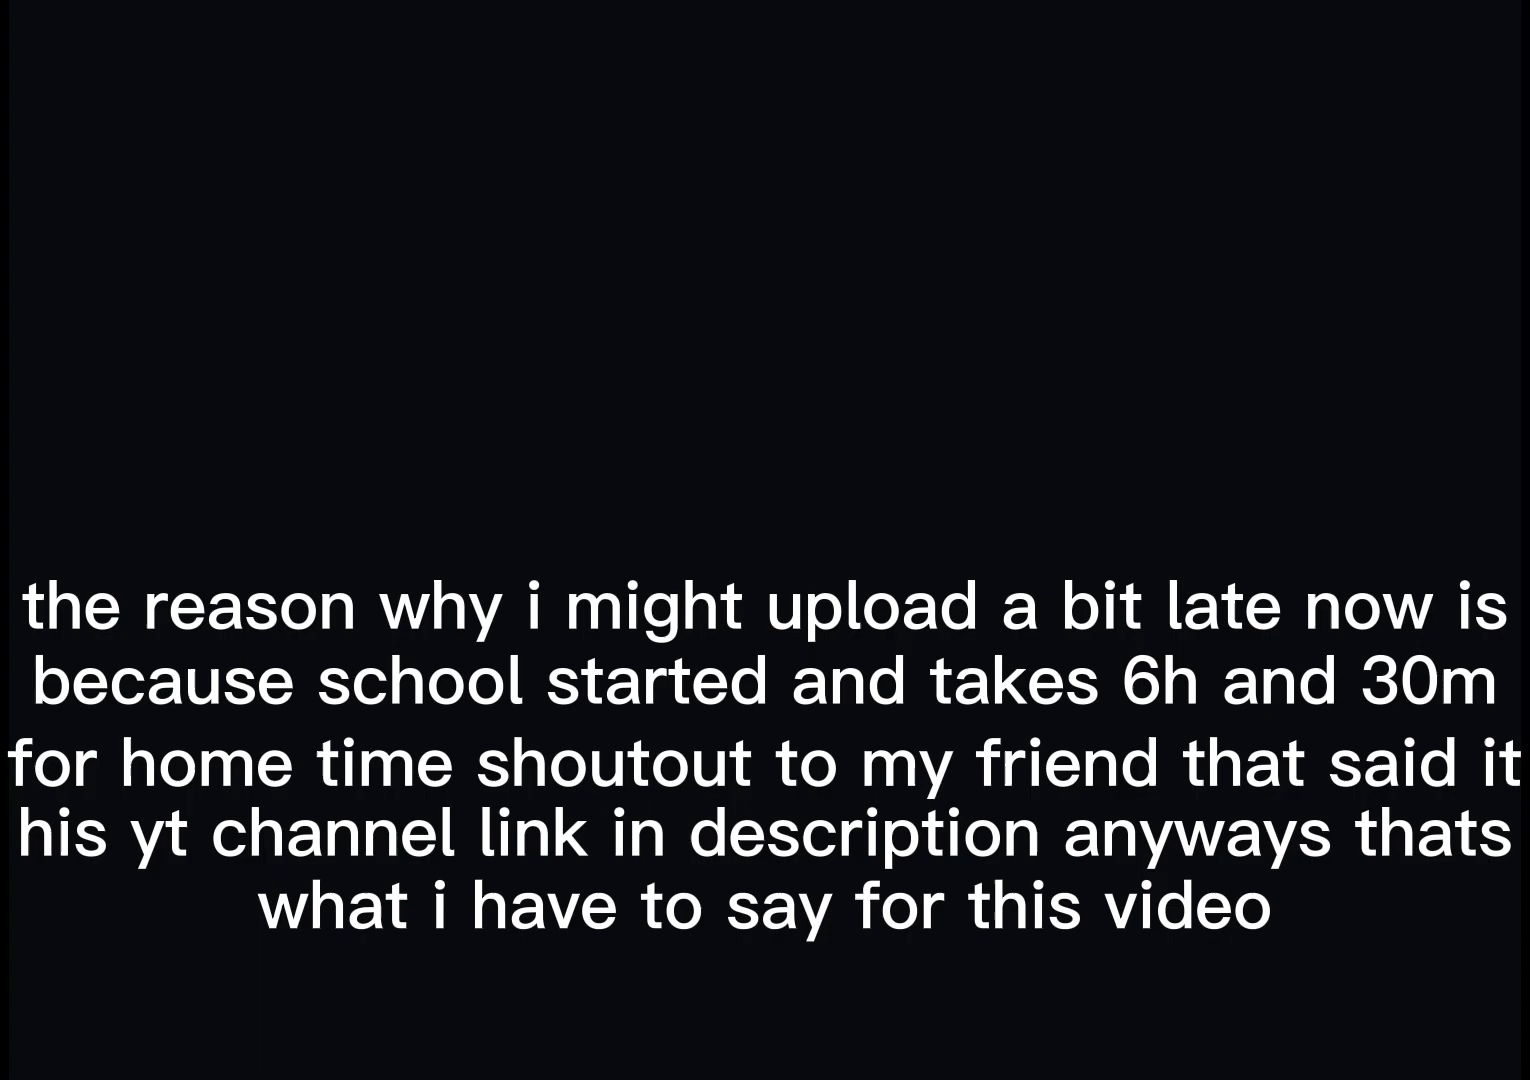 the reason why i might upload a bit late now is
because school started and takes 6h and 30m
for home time shoutout to my friend that said it
his yt channel link in description anyways thats
what i have to say for this video